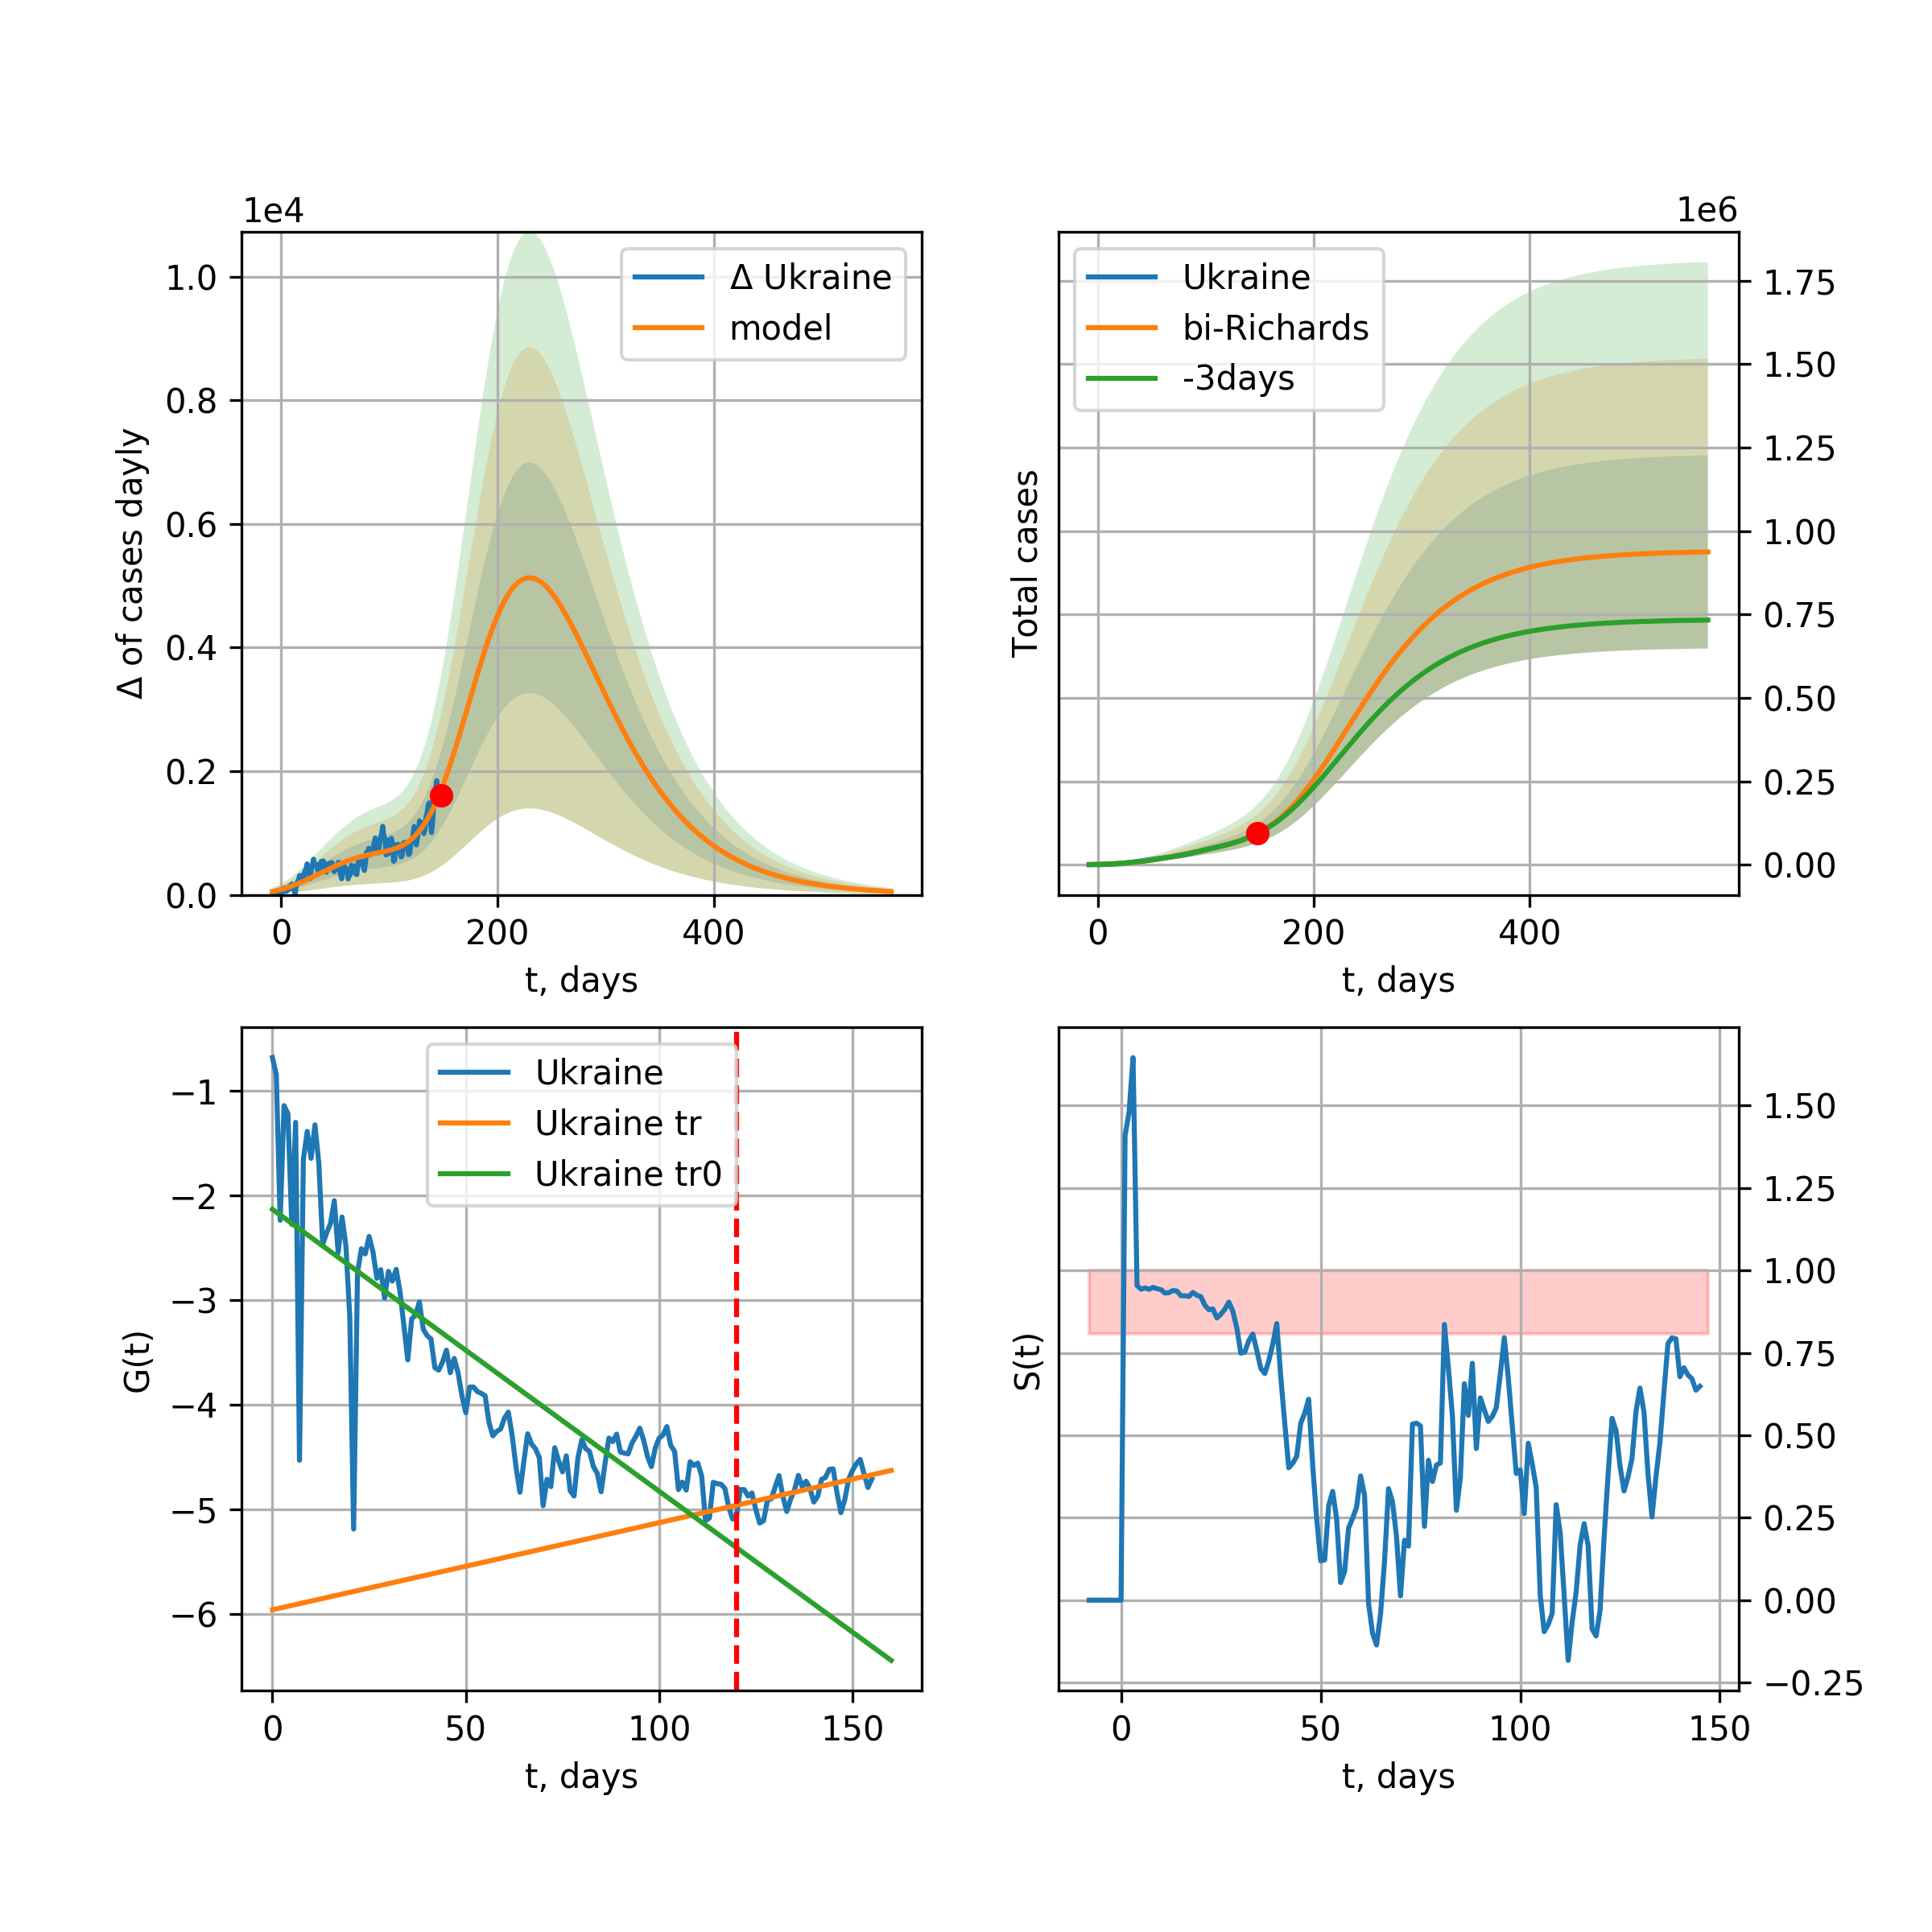 1e4
Δ of cases dayly
1.0
0.8
0.6
0.4
0.2
0.0
0 200 400
t, days
Δ Ukraine
model
1e6
Total cases
1.75
1.50
1.25
1.00
0.75
0.50
0.25
0.00
0 200 400
t, days
Ukraine
bi-Richards
-3days
G(t)
−1
−2
−3
−4
−5
−6
0 50 100 150
t, days
Ukraine
Ukraine tr
Ukraine tr0
S(t)
1.50
1.25
1.00
0.75
0.50
0.25
0.00
−0.25
0 50 100 150
t, days